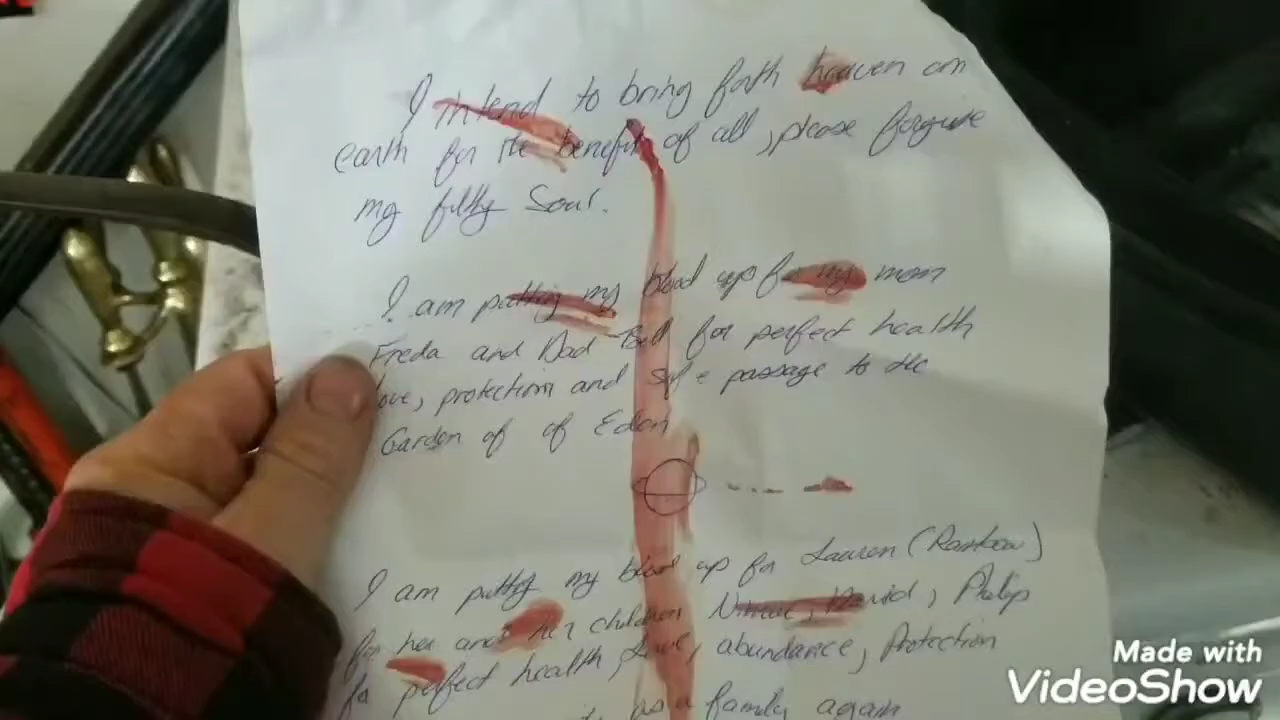 I intend to bring forth heaven on
earth for the benefit of all, please forgive
my filthy Soul.
I am putting my blood up for my mom
Freda and Dad Bill for perfect health
love, protection and safe passage to the
Garden of of Eden
I am putting my blood up for Lauren (Rainbow)
for her and her children David, Philip
for perfect health, Love, abundance, Protection
as a family again
Made with
VideoShow